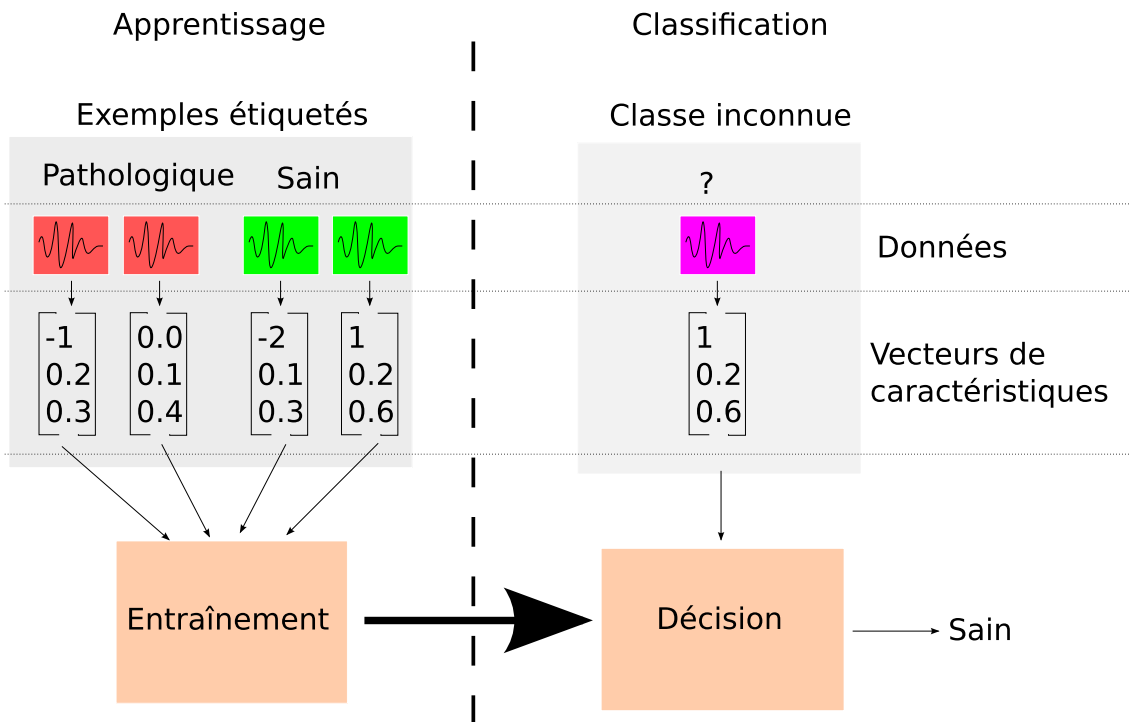 Apprentissage
Classification
Exemples étiquetés
Classe inconnue
Pathologique
Sain
?
Données
-1
0.2
0.3
0.0
0.1
0.4
-2
0.1
0.3
1
0.2
0.6
1
0.2
0.6
Vecteurs de
caractéristiques
Entraînement
Décision
Sain